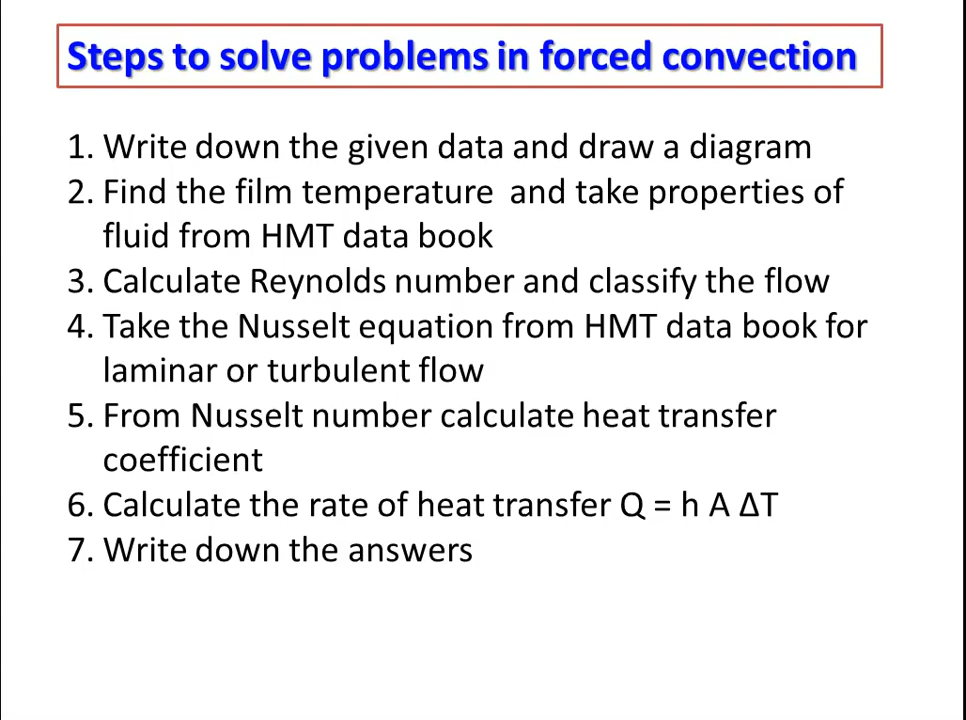 Steps to solve problems in forced convection
1. Write down the given data and draw a diagram
2. Find the film temperature and take properties of
fluid from HMT data book
3. Calculate Reynolds number and classify the flow
4. Take the Nusselt equation from HMT data book for
laminar or turbulent flow
5. From Nusselt number calculate heat transfer
coefficient
6. Calculate the rate of heat transfer Q = h A ΔT
7. Write down the answers